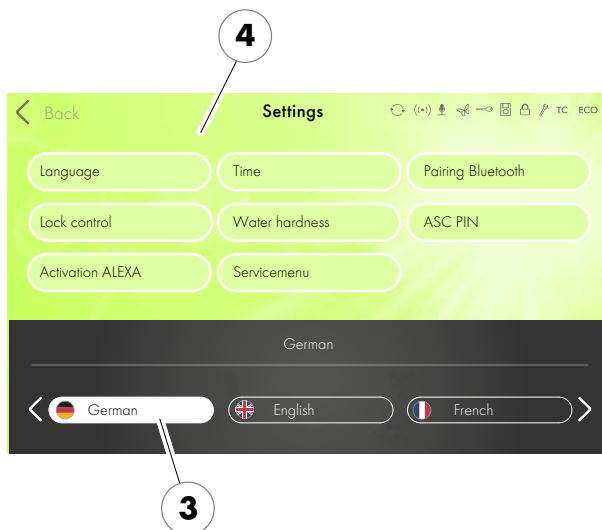 4
Back Settings TC ECO
Language Time Pairing Bluetooth
Lock control Water hardness ASC PIN
Activation ALEXA Servicemenu
German
German English French
3